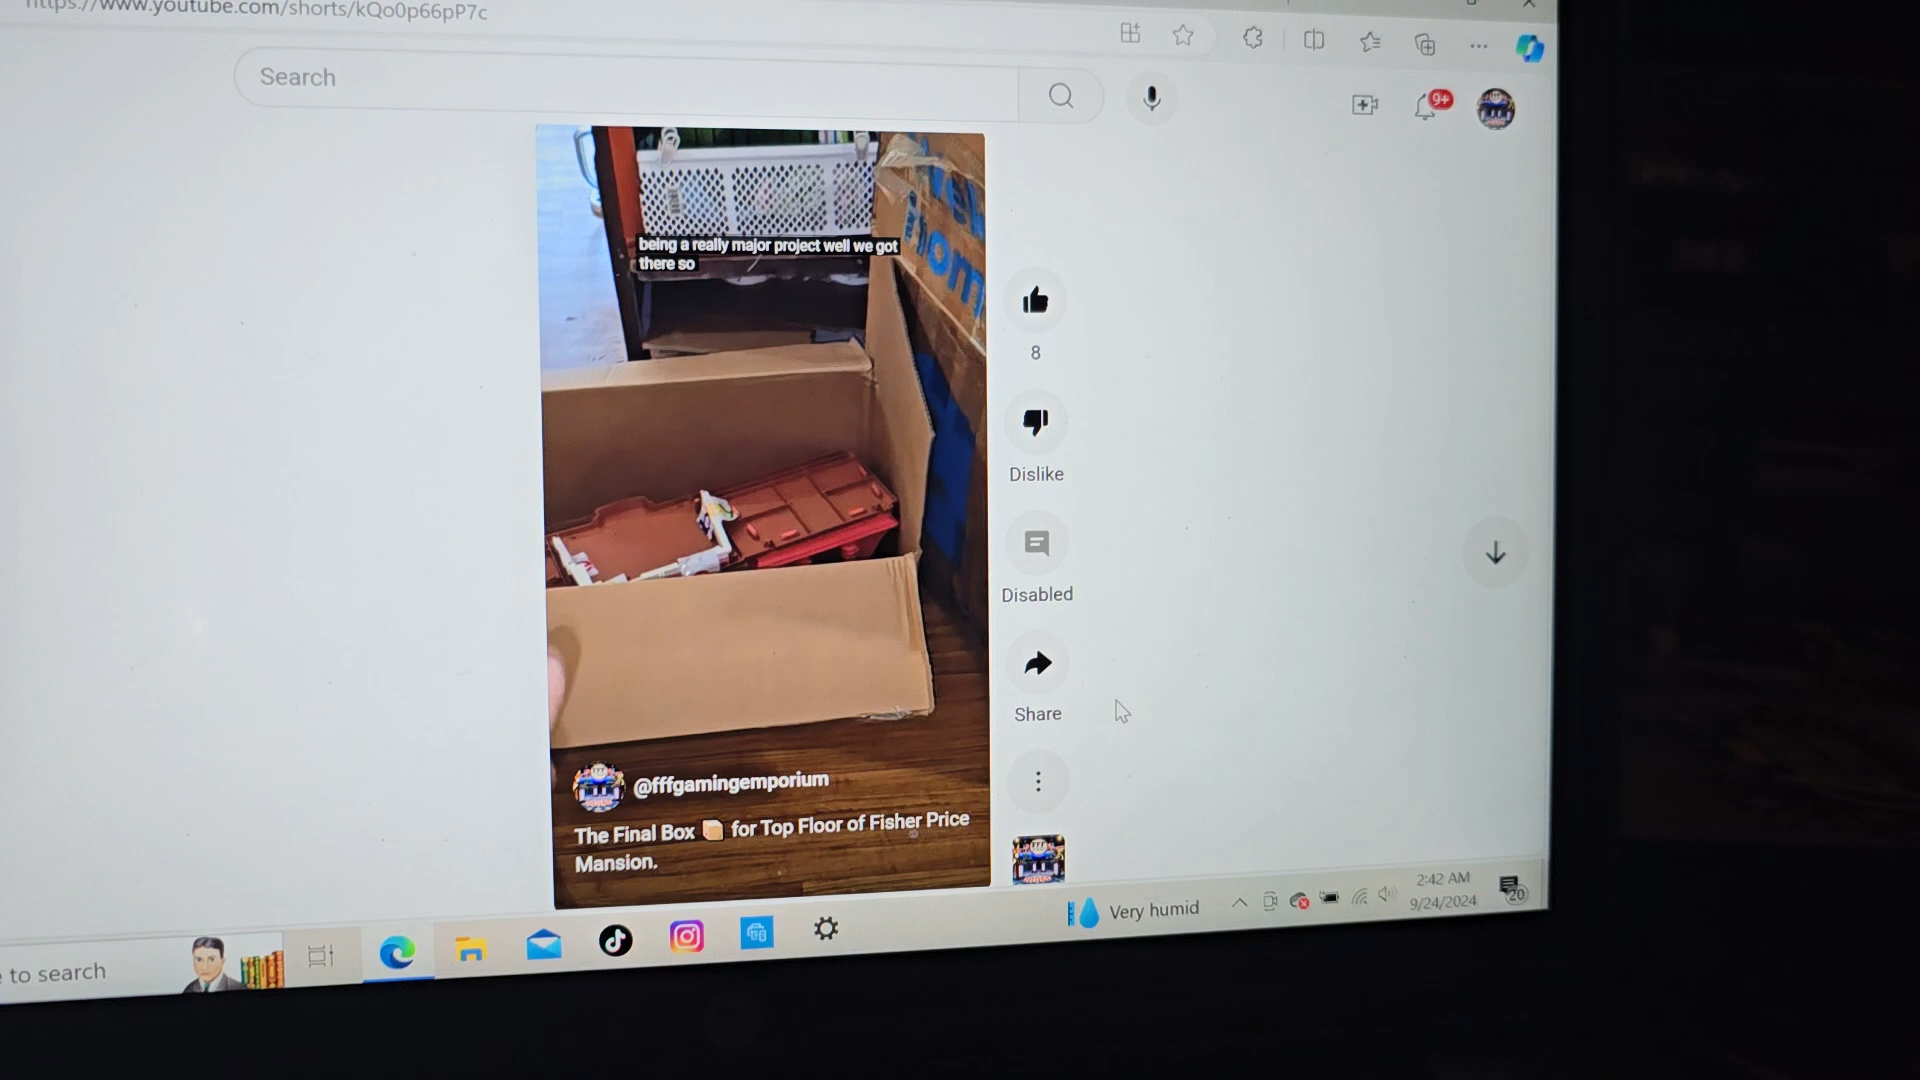 https://www.youtube.com/shorts/kQo0p66pP7c
Search
9+
being a really major project well we got
there so
8
Dislike
Disabled
Share
@fffgamingemporium
The Final Box for Top Floor of Fisher Price
Mansion.
to search
Very humid
2:42 AM
9/24/2024
20